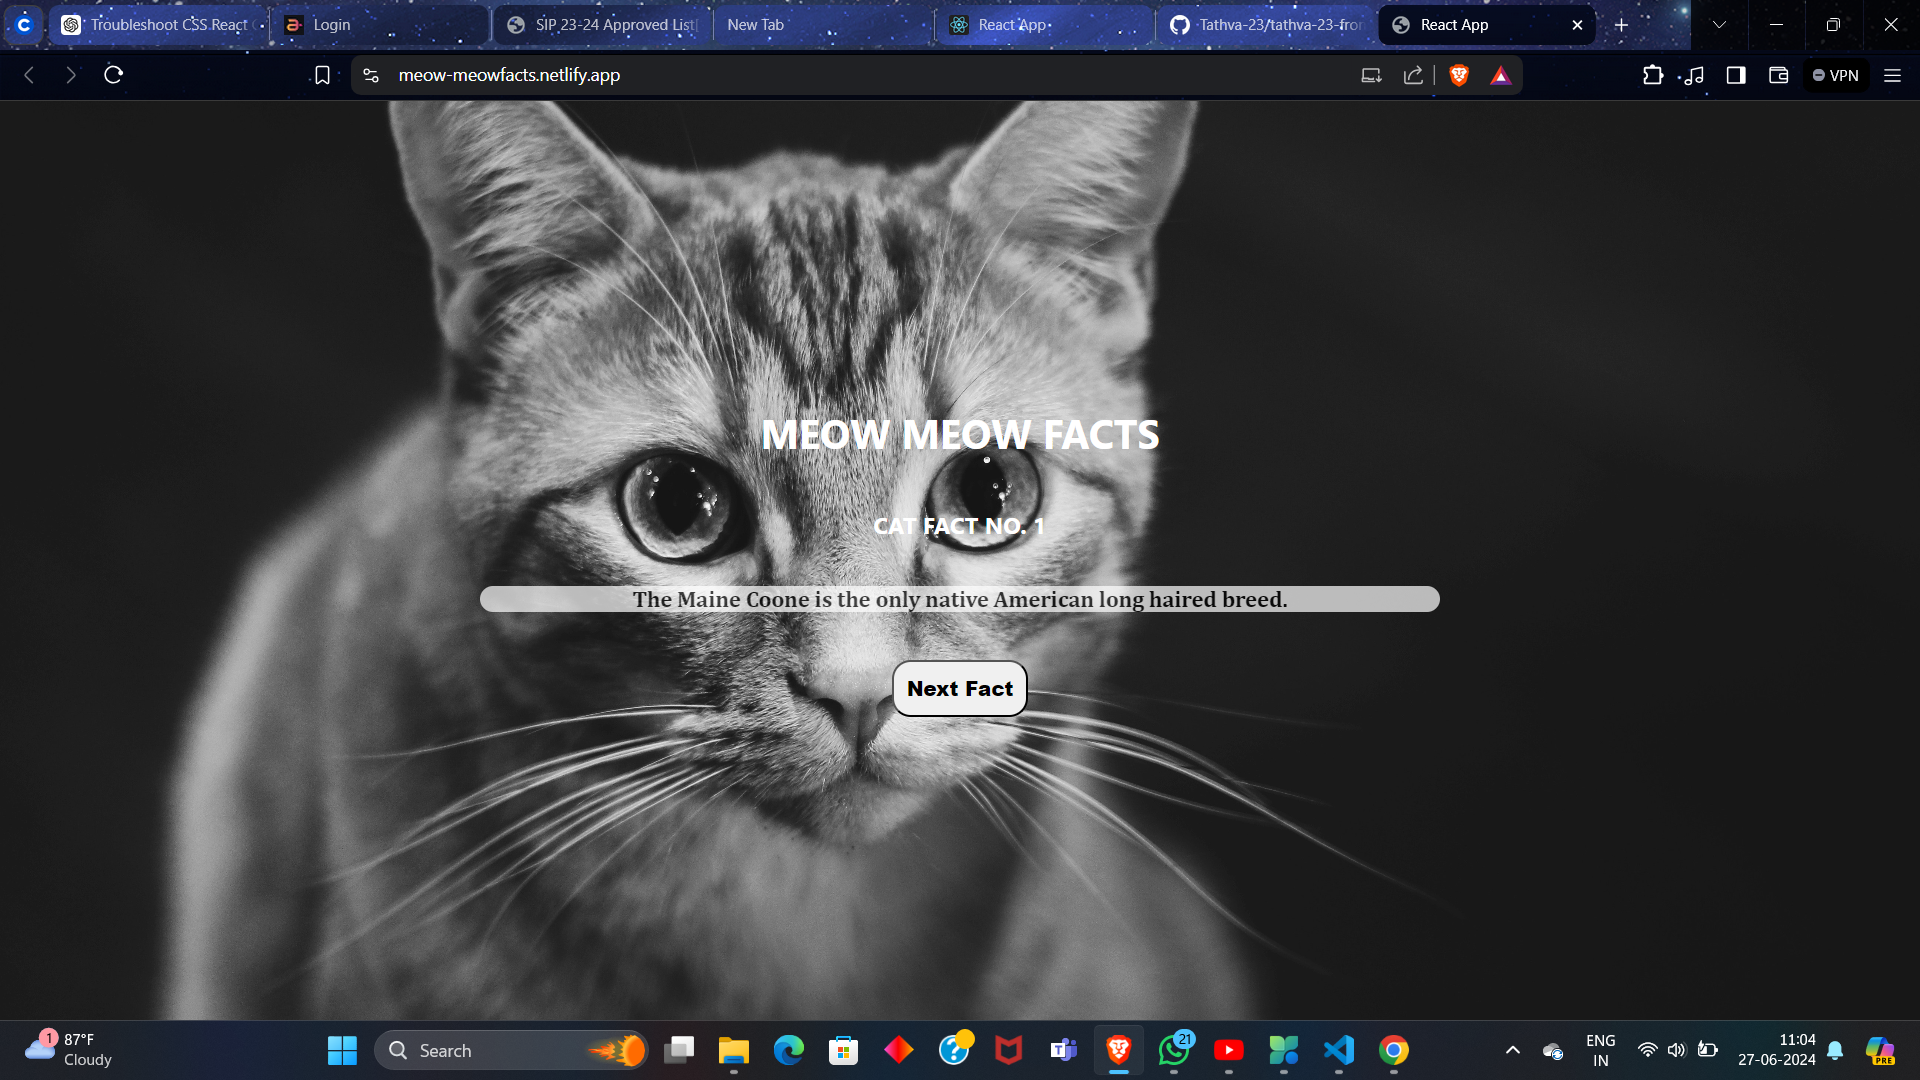 Troubleshoot CSS React
Login
SIP 23-24 Approved List
New Tab
React App
Tathva-23/tathva-23-fro
React App
meow-meowfacts.netlify.app
VPN
MEOW MEOW FACTS
CAT FACT NO. 1
The Maine Coone is the only native American long haired breed.
Next Fact
1
87°F
Cloudy
Search
21
ENG
IN
11:04
27-06-2024
PRE